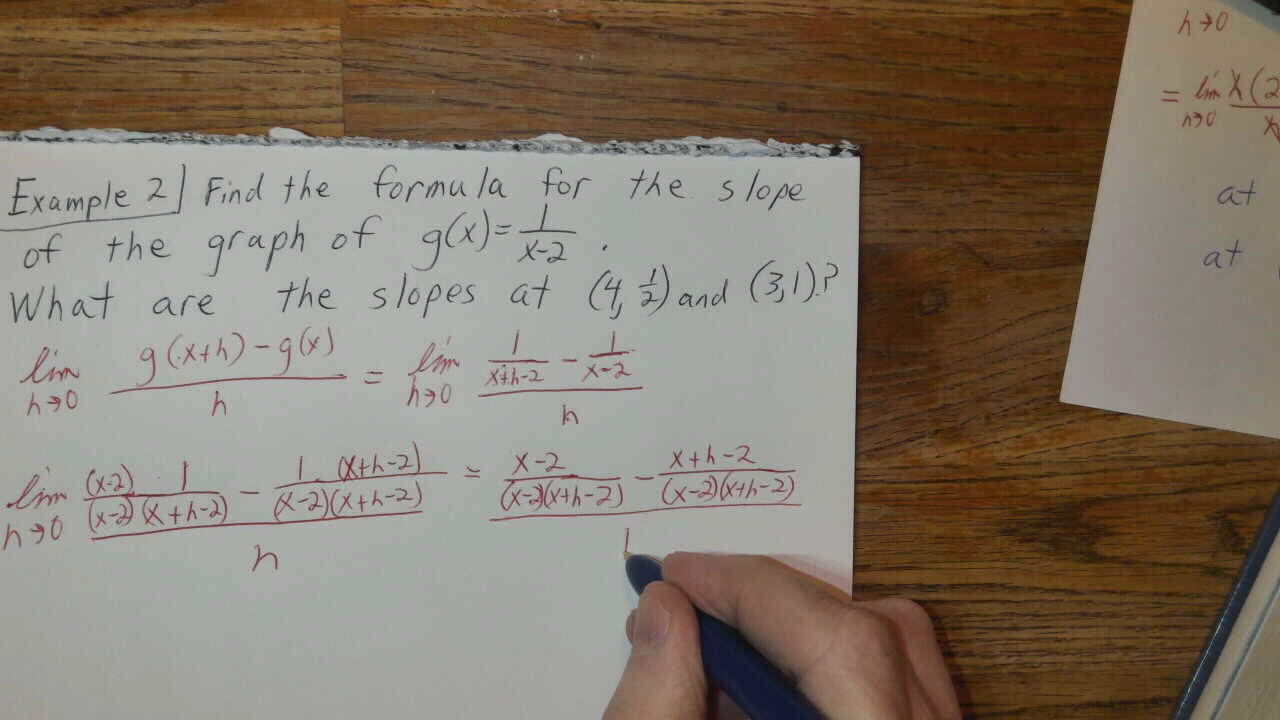 Example 2 Find the formula for the slope
of the graph of g(x)=1/(x-2).
What are the slopes at (4, 1/2) and (3,1).?
lim h→0 (g(x+h)-g(x))/h = lim h→0 (1/(x+h-2) - 1/(x-2))/h
lim h→0 ((x-2)·1/((x-2)(x+h-2)) - 1·(x+h-2)/((x-2)(x+h-2)))/h = ((x-2)/((x-2)(x+h-2)) - (x+h-2)/((x-2)(x+h-2)))/
h→0
= lim h→0 h(2
at
at